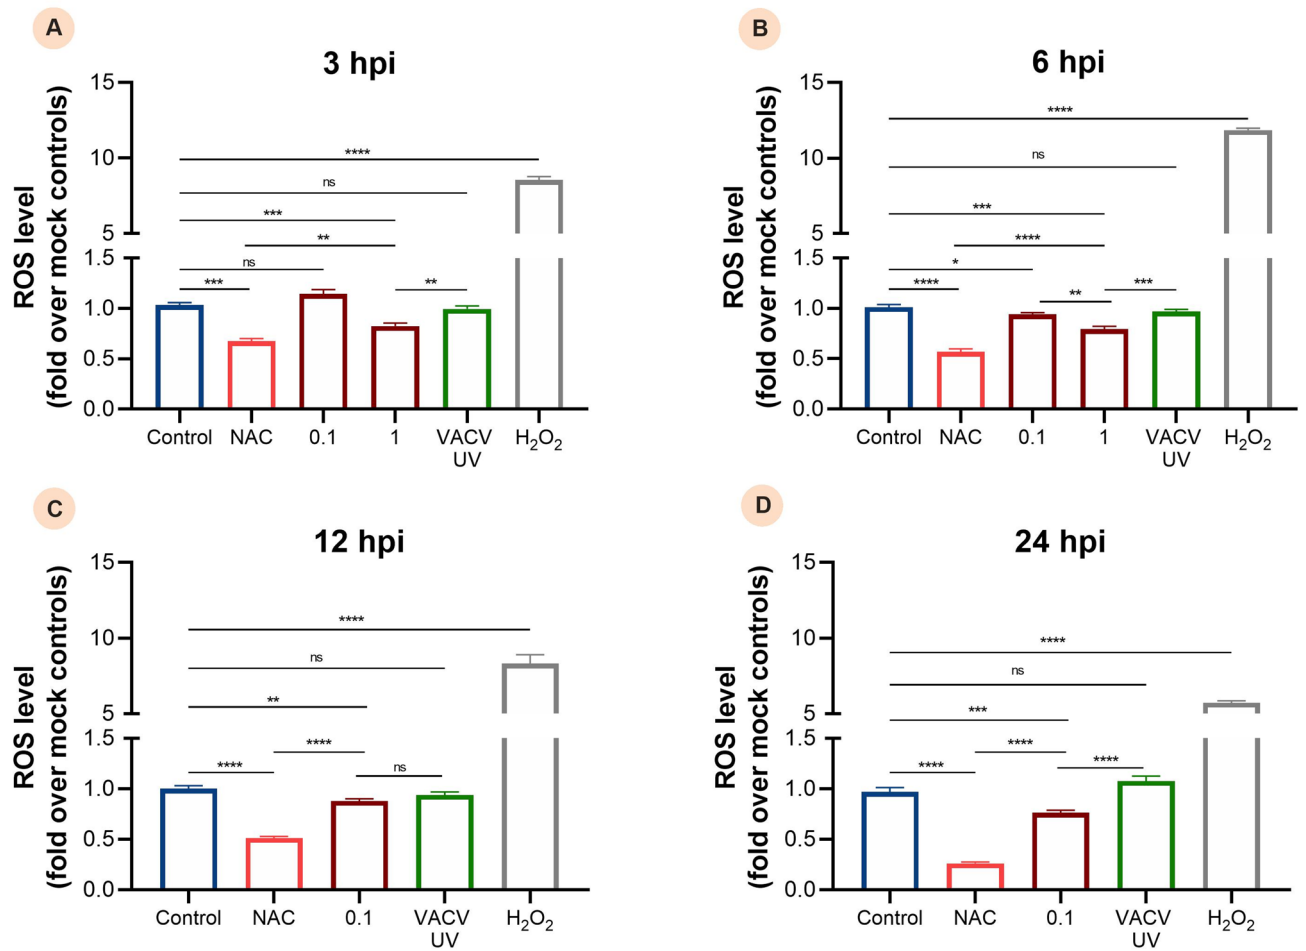 A
3 hpi
ROS level
(fold over mock controls)
15
10
5
1.5
1.0
0.5
0.0
****
ns
***
**
ns
***
**
Control
NAC
0.1
1
VACV
UV
H₂O₂
B
6 hpi
ROS level
(fold over mock controls)
15
10
5
1.5
1.0
0.5
0.0
****
ns
***
****
*
****
**
***
Control
NAC
0.1
1
VACV
UV
H₂O₂
C
12 hpi
ROS level
(fold over mock controls)
15
10
5
1.5
1.0
0.5
0.0
****
ns
**
****
****
ns
Control
NAC
0.1
VACV
UV
H₂O₂
D
24 hpi
ROS level
(fold over mock controls)
15
10
5
1.5
1.0
0.5
0.0
****
ns
***
****
****
****
Control
NAC
0.1
VACV
UV
H₂O₂